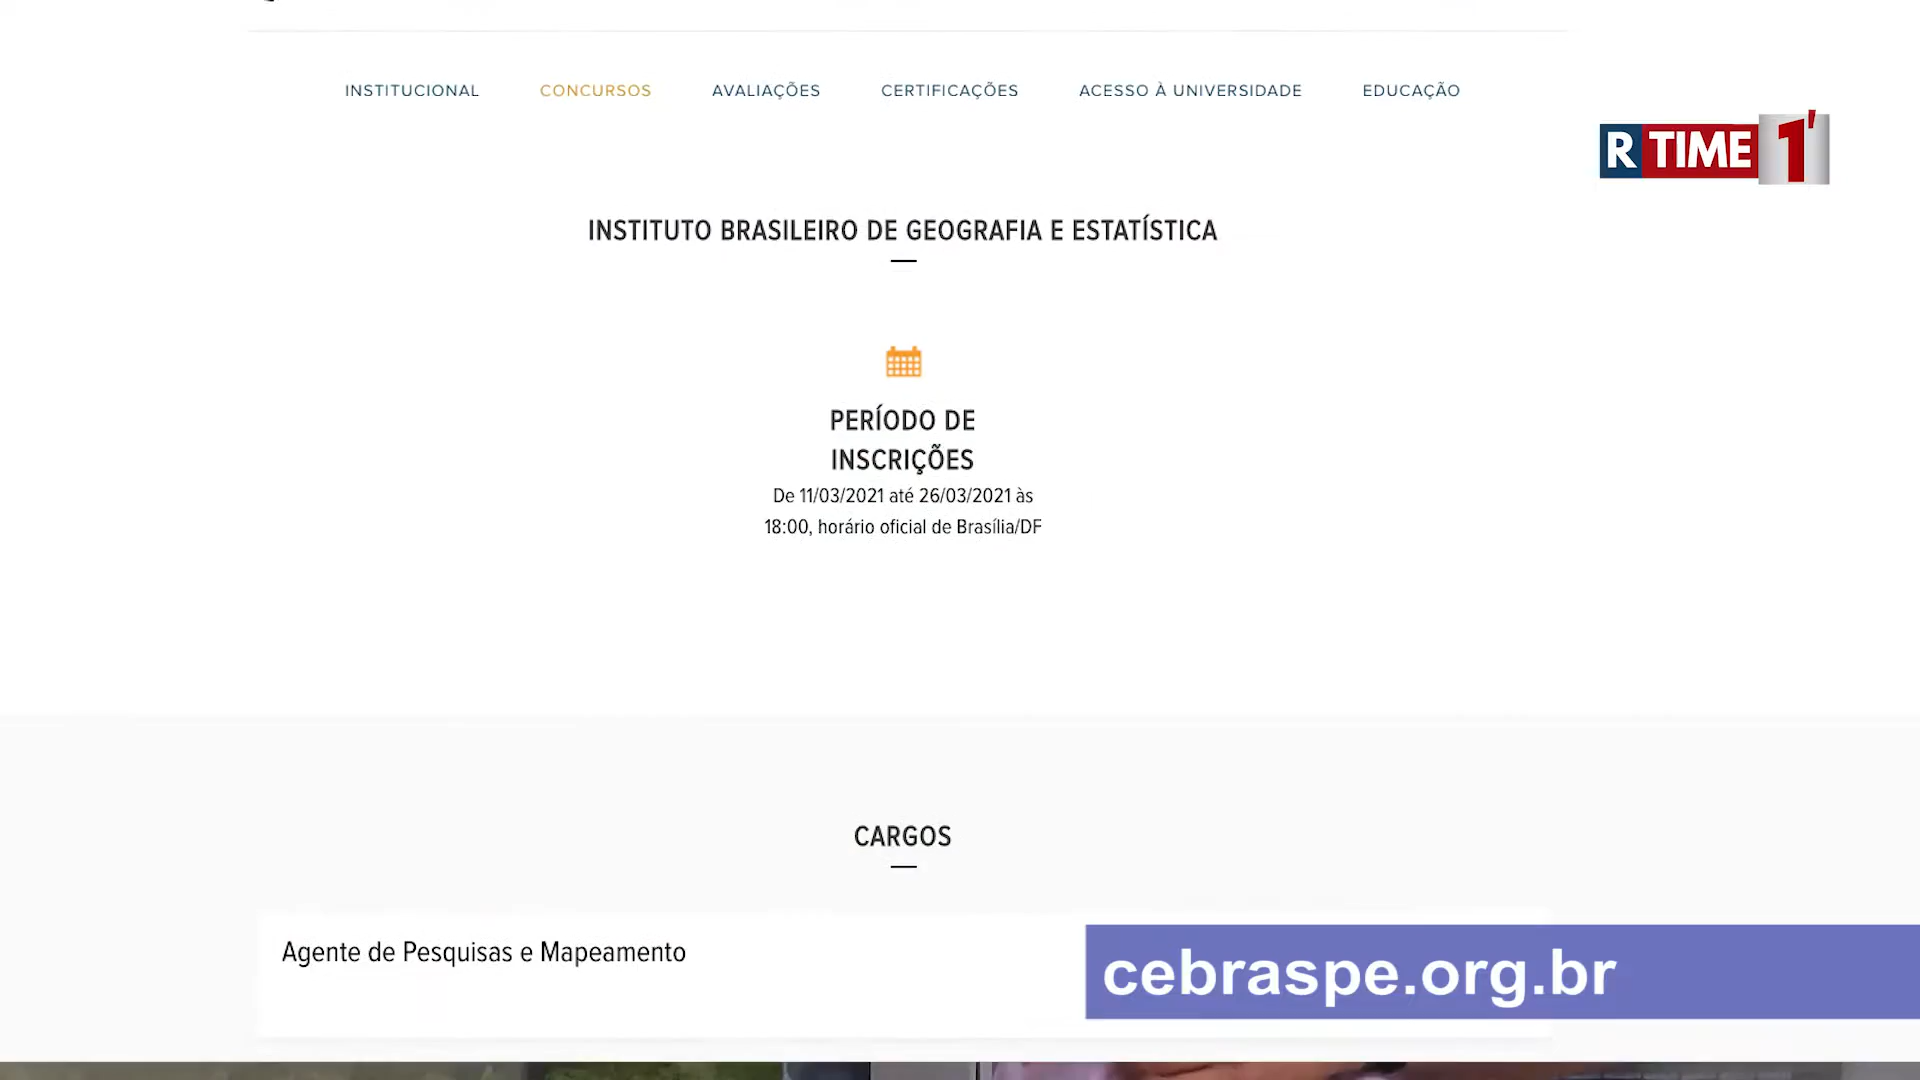 INSTITUCIONAL CONCURSOS AVALIAÇÕES CERTIFICAÇÕES ACESSO À UNIVERSIDADE EDUCAÇÃO
R TIME 1'
INSTITUTO BRASILEIRO DE GEOGRAFIA E ESTATÍSTICA
PERÍODO DE
INSCRIÇÕES
De 11/03/2021 até 26/03/2021 às
18:00, horário oficial de Brasília/DF
CARGOS
Agente de Pesquisas e Mapeamento
cebraspe.org.br